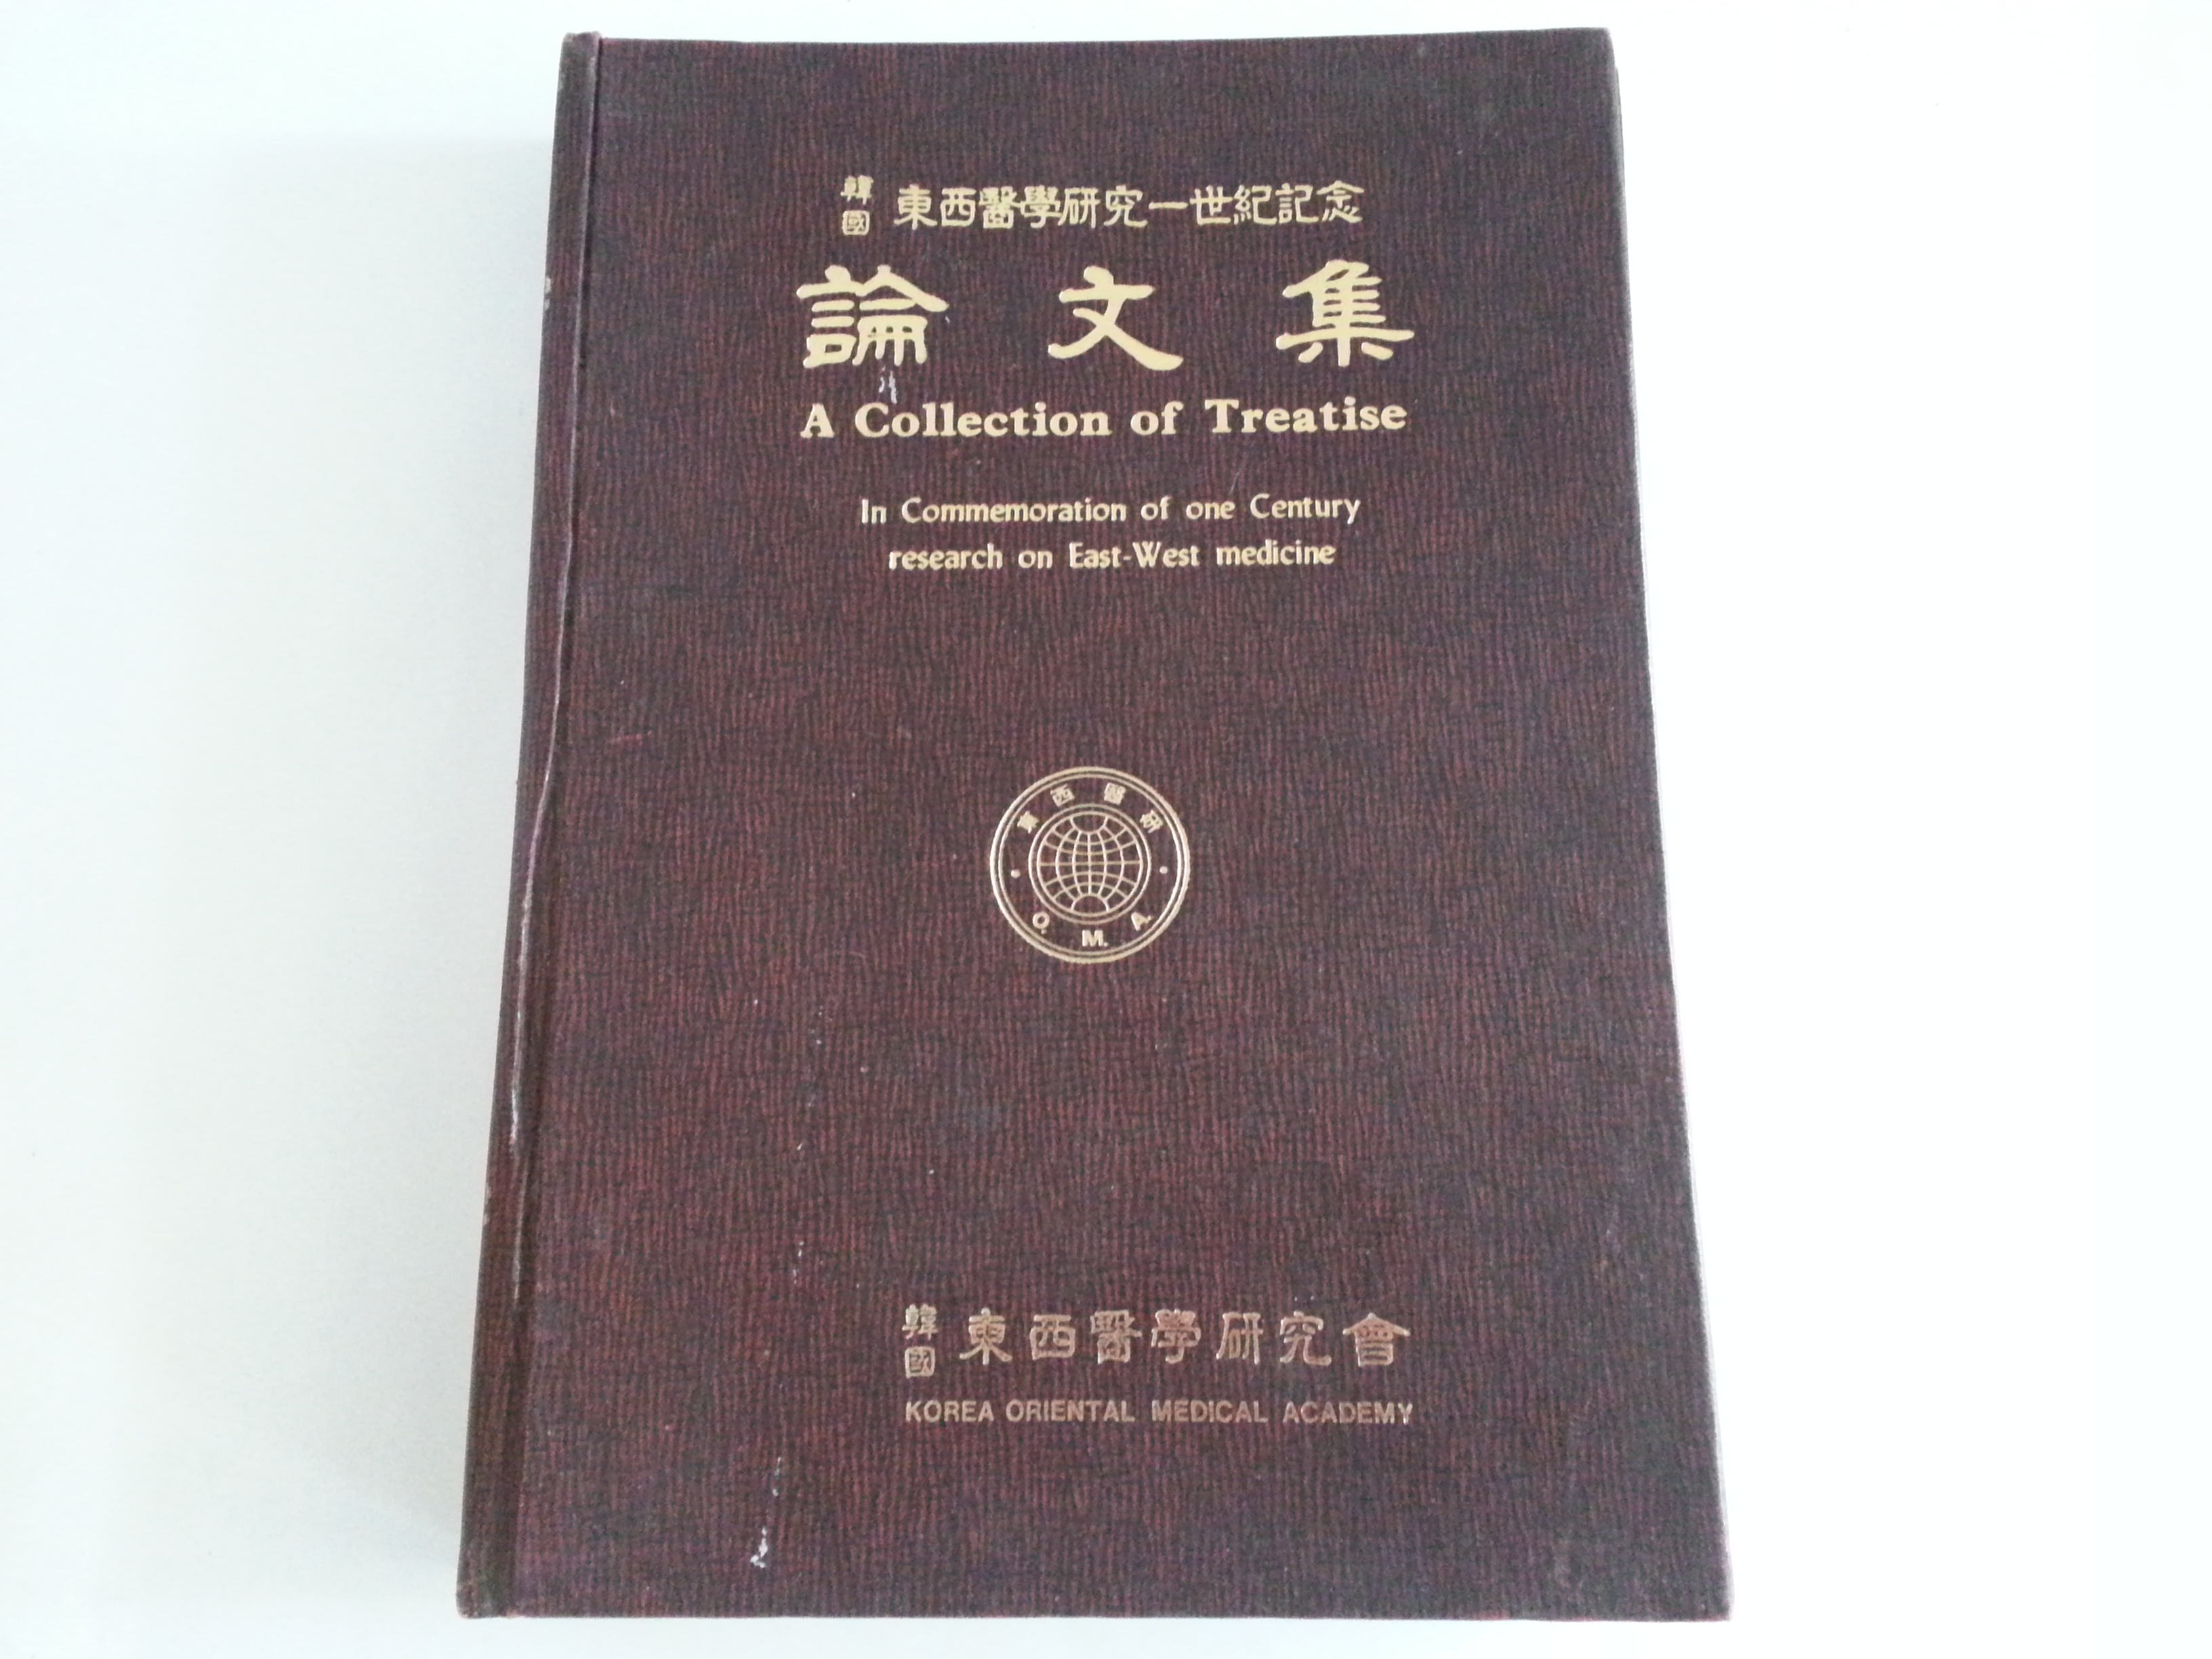 韓國 東西醫學研究一世紀記念
論文集
A Collection of Treatise
In Commemoration of one Century
research on East-West medicine
東西醫研
O. M. A.
韓國 東西醫學研究會
KOREA ORIENTAL MEDICAL ACADEMY